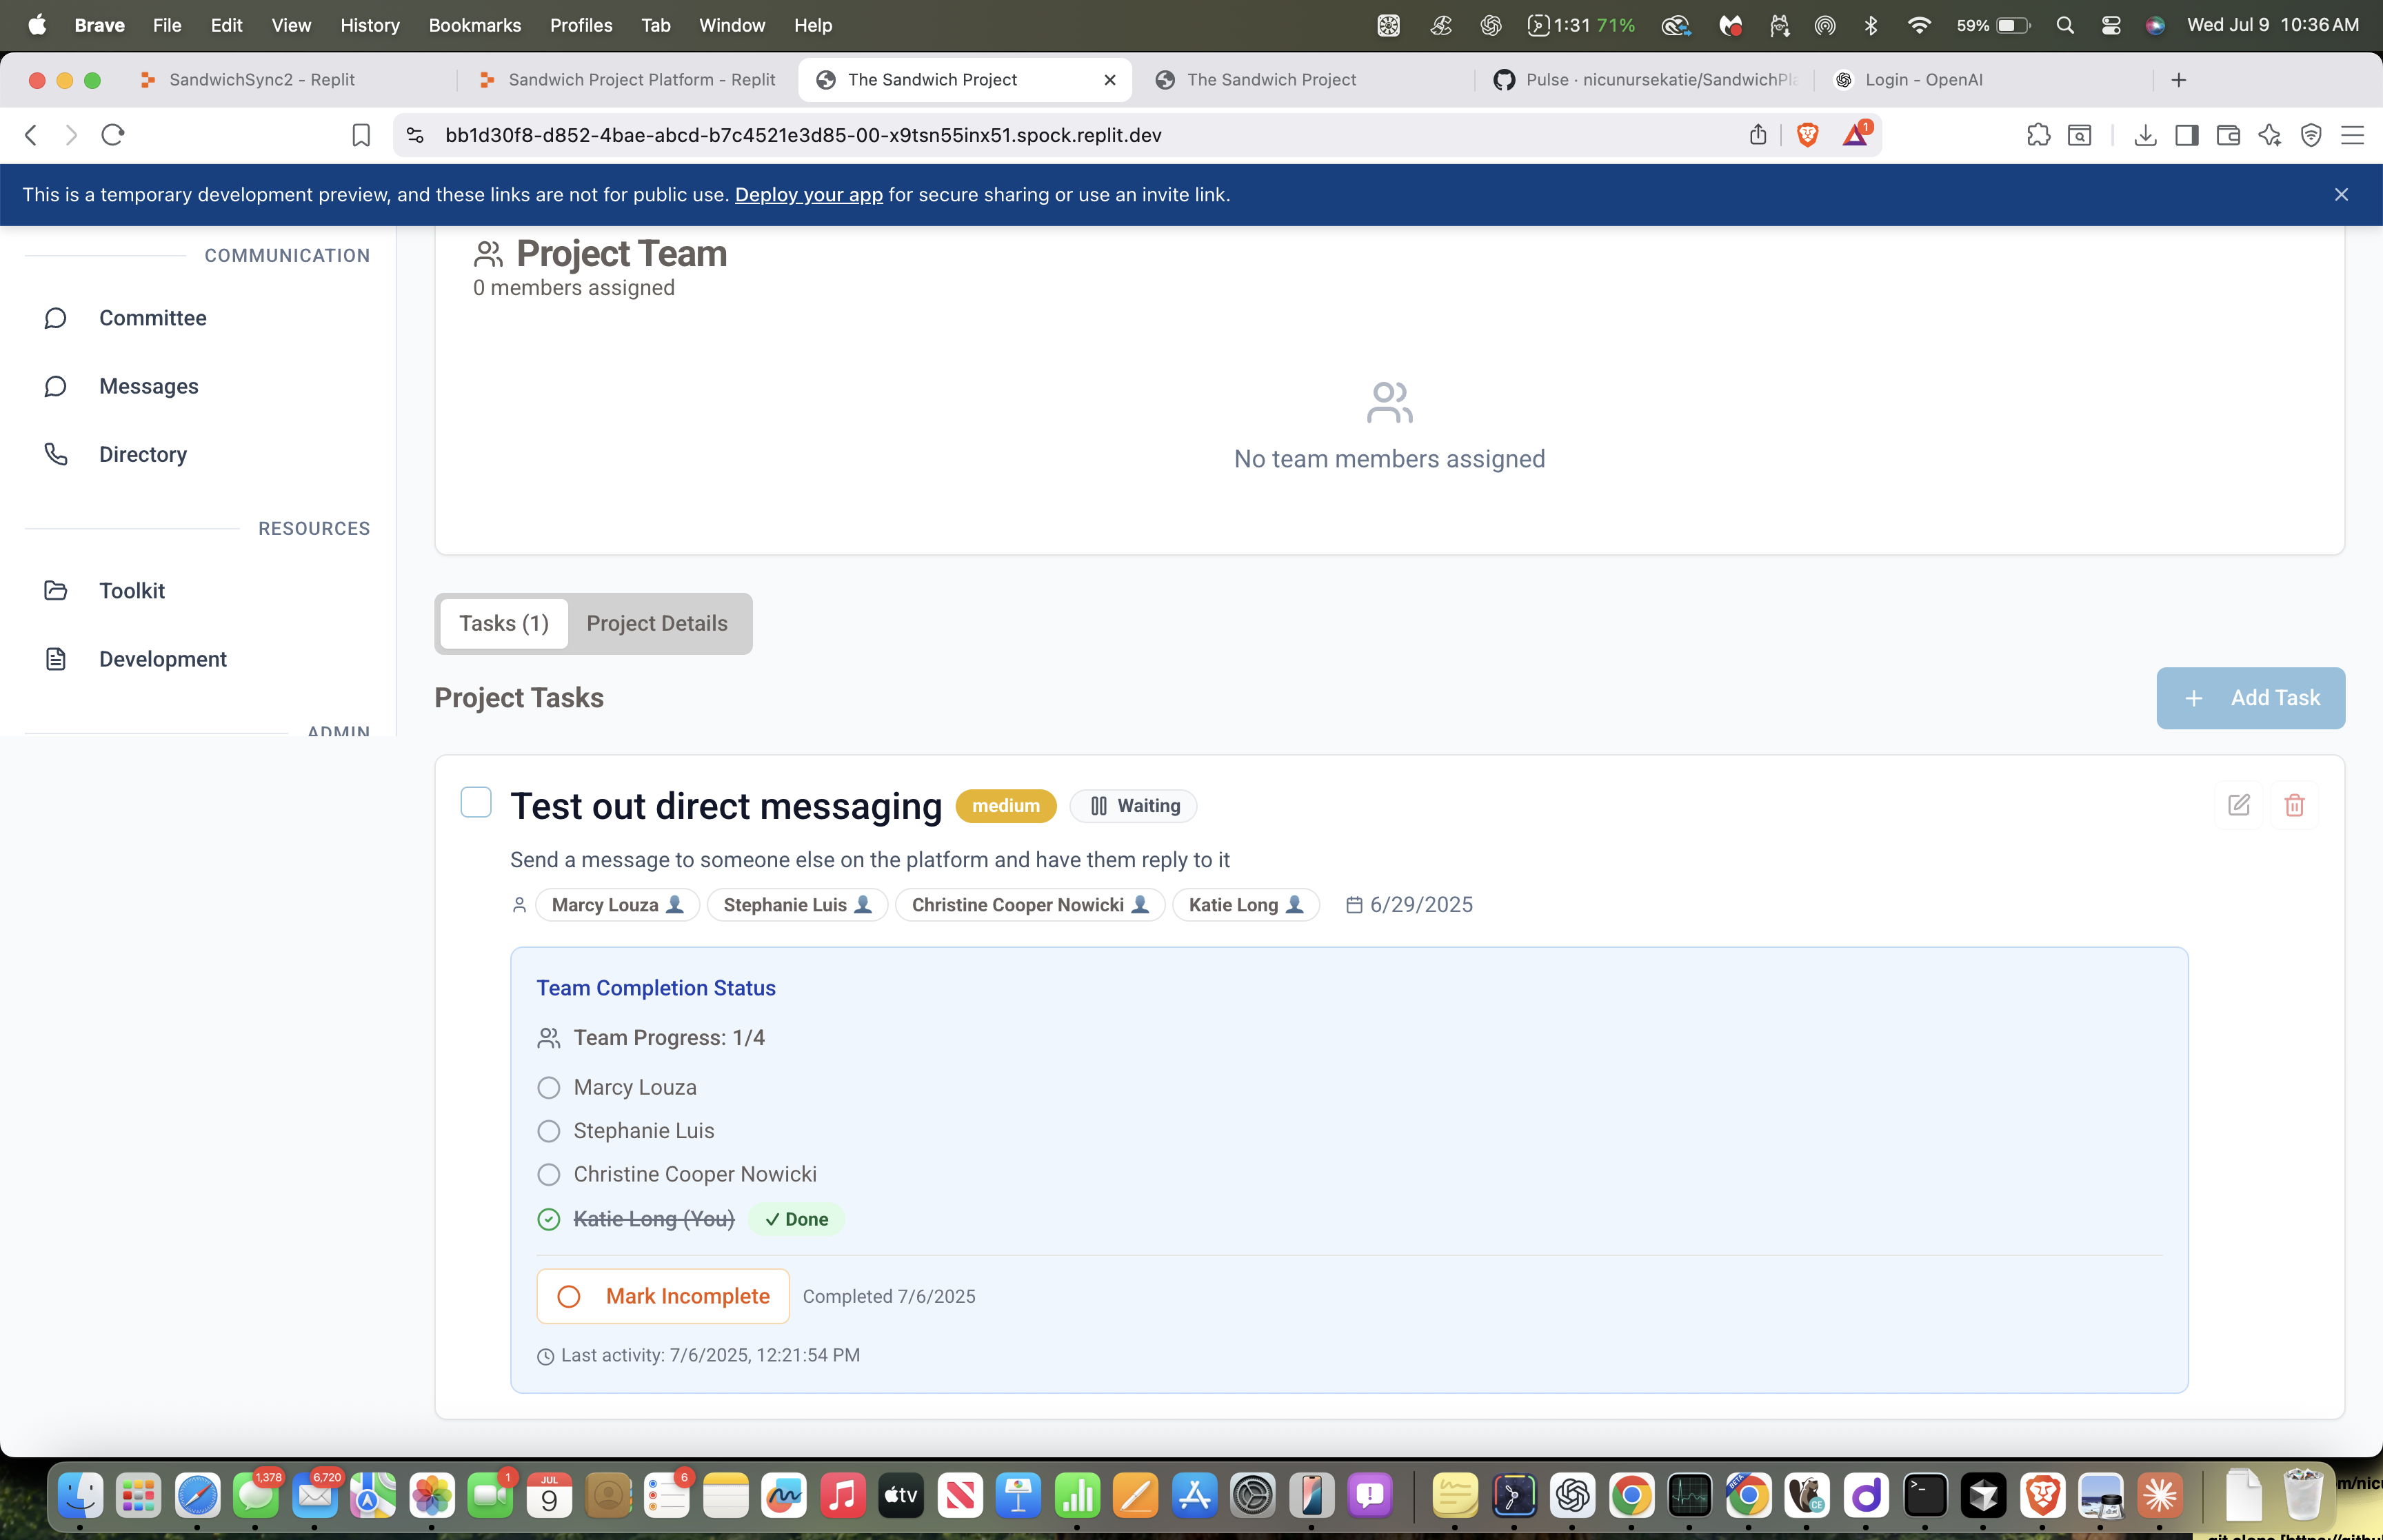 Brave File Edit View History Bookmarks Profiles Tab Window Help 1:31 71% 59% Wed Jul 9 10:36 AM
SandwichSync2 - Replit Sandwich Project Platform - Replit The Sandwich Project The Sandwich Project Pulse · nicunursekatie/SandwichPla Login - OpenAI
bb1d30f8-d852-4bae-abcd-b7c4521e3d85-00-x9tsn55inx51.spock.replit.dev 1
This is a temporary development preview, and these links are not for public use. Deploy your app for secure sharing or use an invite link.
COMMUNICATION
Committee
Messages
Directory
RESOURCES
Toolkit
Development
ADMIN
Project Team
0 members assigned
No team members assigned
Tasks (1) Project Details
Project Tasks
Add Task
Test out direct messaging medium Waiting
Send a message to someone else on the platform and have them reply to it
Marcy Louza Stephanie Luis Christine Cooper Nowicki Katie Long 6/29/2025
Team Completion Status
Team Progress: 1/4
Marcy Louza
Stephanie Luis
Christine Cooper Nowicki
Katie Long (You) ✓ Done
Mark Incomplete Completed 7/6/2025
Last activity: 7/6/2025, 12:21:54 PM
1,378 6,720 1 JUL 9 6 tv BETA CE
m/nic